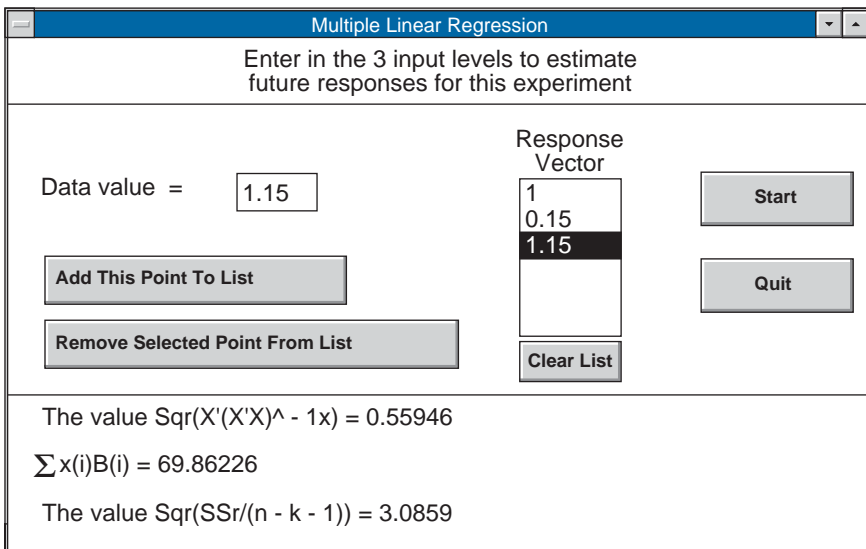 Multiple Linear Regression
Enter in the 3 input levels to estimate
future responses for this experiment
Response
Vector
Data value = 1.15
1
0.15
1.15
Start
Add This Point To List
Quit
Remove Selected Point From List
Clear List
The value Sqr(X'(X'X)^ - 1x) = 0.55946
∑x(i)B(i) = 69.86226
The value Sqr(SSr/(n - k - 1)) = 3.0859